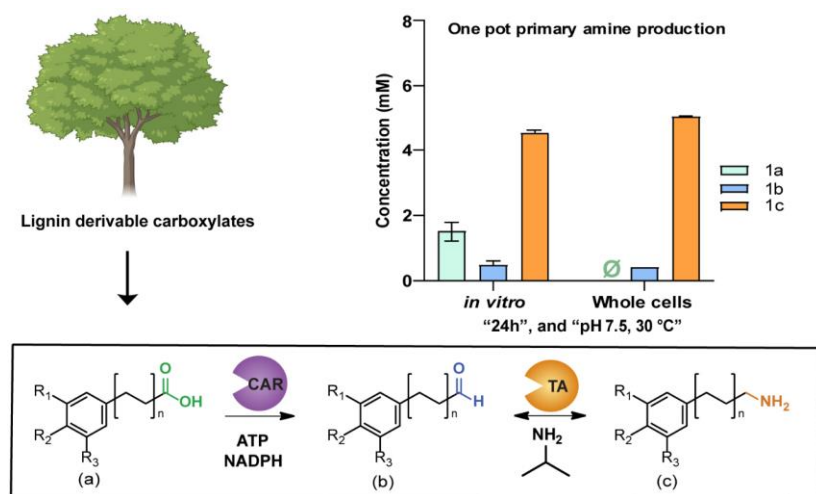 One pot primary amine production
Concentration (mM)
8
6
4
2
0
1a
1b
1c
Ø
in vitro
Whole cells
“24h”, and “pH 7.5, 30 °C”
Lignin derivable carboxylates
R₁
R₂
R₃
n
O
OH
(a)
CAR
ATP
NADPH
R₁
R₂
R₃
n
O
H
(b)
TA
NH₂
R₁
R₂
R₃
n
NH₂
(c)